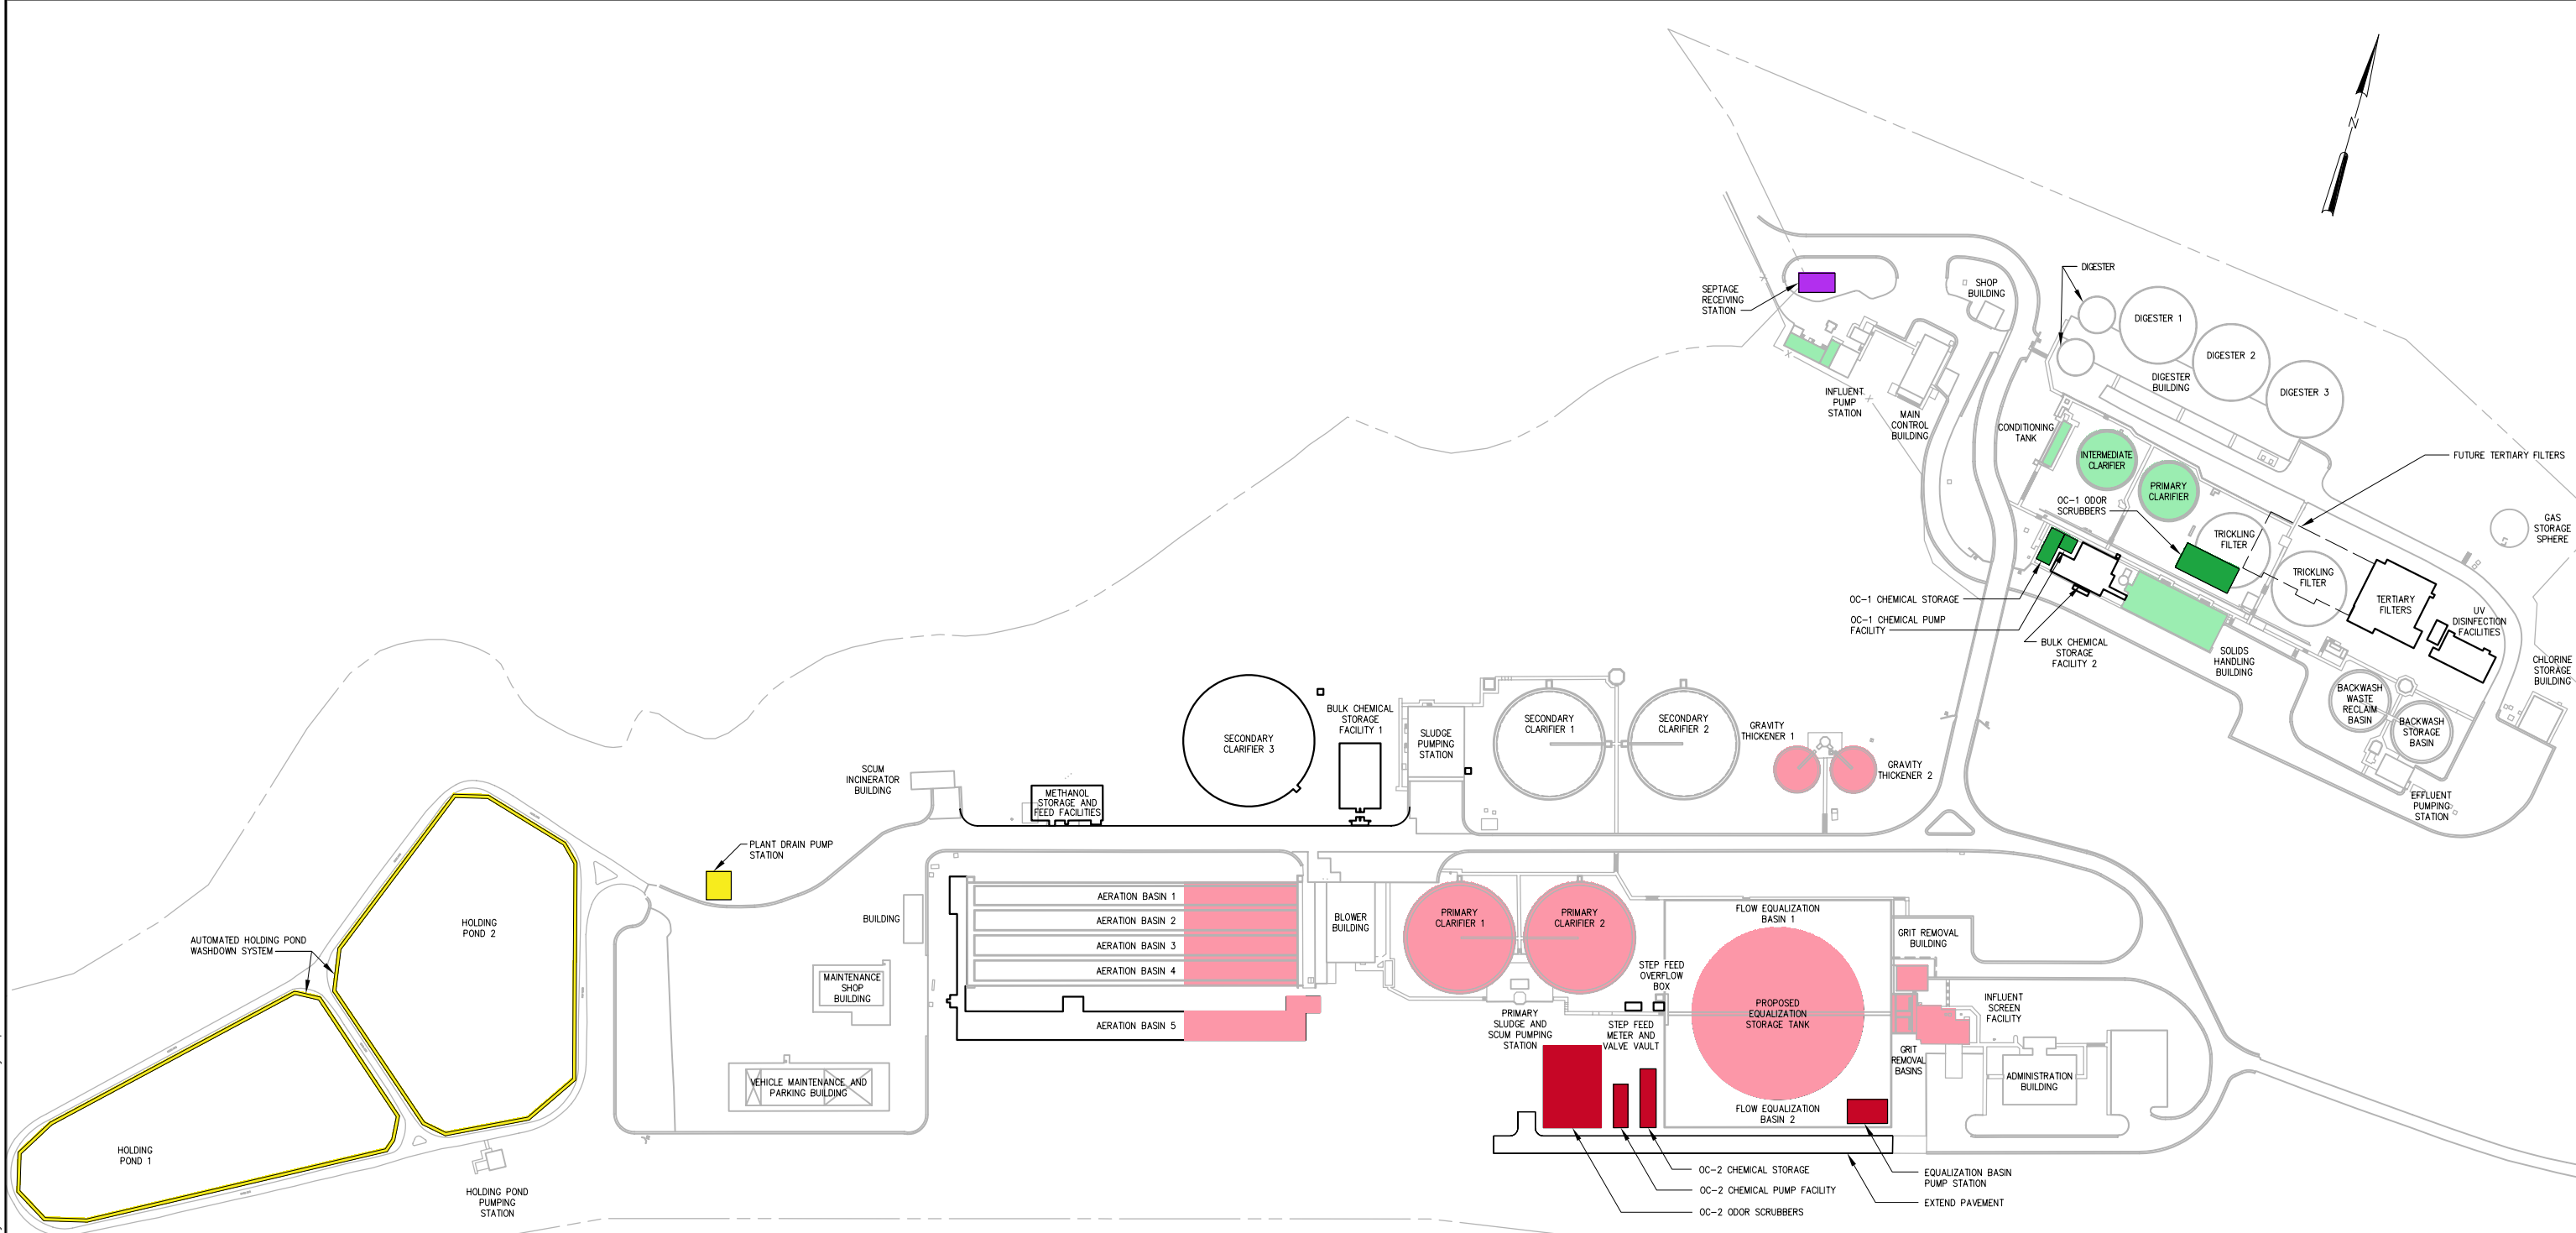 N
SEPTAGE
RECEIVING
STATION
SHOP
BUILDING
DIGESTER
DIGESTER 1
DIGESTER 2
DIGESTER 3
DIGESTER
BUILDING
INFLUENT
PUMP
STATION
MAIN
CONTROL
BUILDING
CONDITIONING
TANK
INTERMEDIATE
CLARIFIER
PRIMARY
CLARIFIER
OC-1 ODOR
SCRUBBERS
TRICKLING
FILTER
TRICKLING
FILTER
FUTURE TERTIARY FILTERS
GAS
STORAGE
SPHERE
TERTIARY
FILTERS
UV
DISINFECTION
FACILITIES
OC-1 CHEMICAL STORAGE
OC-1 CHEMICAL PUMP
FACILITY
BULK CHEMICAL
STORAGE
FACILITY 2
SOLIDS
HANDLING
BUILDING
CHLORINE
STORAGE
BUILDING
BACKWASH
WASTE
RECLAIM
BASIN
BACKWASH
STORAGE
BASIN
EFFLUENT
PUMPING
STATION
SECONDARY
CLARIFIER 3
BULK CHEMICAL
STORAGE
FACILITY 1
SLUDGE
PUMPING
STATION
SECONDARY
CLARIFIER 1
SECONDARY
CLARIFIER 2
GRAVITY
THICKENER 1
GRAVITY
THICKENER 2
SCUM
INCINERATOR
BUILDING
METHANOL
STORAGE AND
FEED FACILITIES
PLANT DRAIN PUMP
STATION
HOLDING
POND 2
AUTOMATED HOLDING POND
WASHDOWN SYSTEM
HOLDING
POND 1
HOLDING POND
PUMPING
STATION
BUILDING
MAINTENANCE
SHOP
BUILDING
VEHICLE MAINTENANCE AND
PARKING BUILDING
AERATION BASIN 1
AERATION BASIN 2
AERATION BASIN 3
AERATION BASIN 4
AERATION BASIN 5
BLOWER
BUILDING
PRIMARY
CLARIFIER 1
PRIMARY
CLARIFIER 2
FLOW EQUALIZATION
BASIN 1
STEP FEED
OVERFLOW
BOX
PROPOSED
EQUALIZATION
STORAGE TANK
GRIT REMOVAL
BUILDING
INFLUENT
SCREEN
FACILITY
PRIMARY
SLUDGE AND
SCUM PUMPING
STATION
STEP FEED
METER AND
VALVE VAULT
GRIT
REMOVAL
BASINS
ADMINISTRATION
BUILDING
FLOW EQUALIZATION
BASIN 2
OC-2 CHEMICAL STORAGE
OC-2 CHEMICAL PUMP FACILITY
OC-2 ODOR SCRUBBERS
EQUALIZATION BASIN
PUMP STATION
EXTEND PAVEMENT